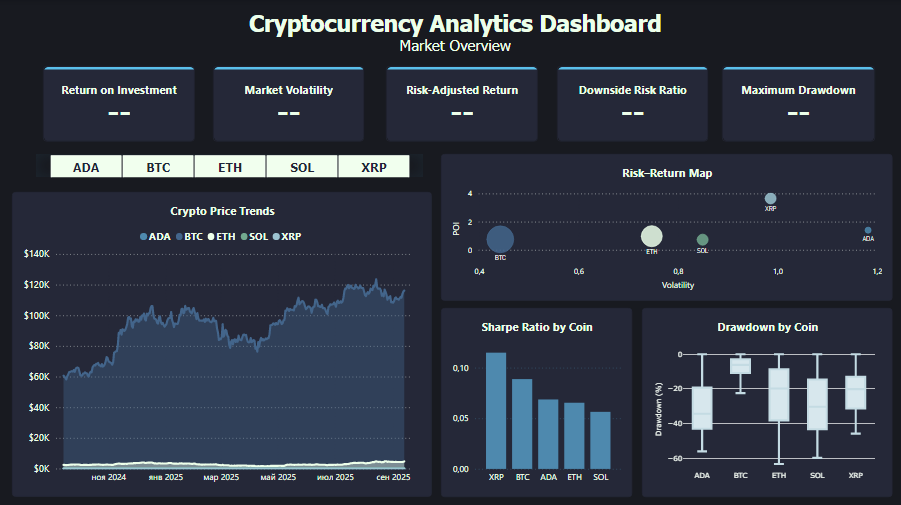 Cryptocurrency Analytics Dashboard
Market Overview
Return on Investment
--
Market Volatility
--
Risk-Adjusted Return
--
Downside Risk Ratio
--
Maximum Drawdown
--
ADA BTC ETH SOL XRP
Crypto Price Trends
ADA BTC ETH SOL XRP
$140K
$120K
$100K
$80K
$60K
$40K
$20K
$0K
ноя 2024 янв 2025 мар 2025 май 2025 июл 2025 сен 2025
Risk–Return Map
POI
4
2
0
BTC
ETH
SOL
XRP
ADA
0,4 0,6 0,8 1,0 1,2
Volatility
Sharpe Ratio by Coin
0,10
0,05
0,00
XRP BTC ADA ETH SOL
Drawdown by Coin
Drawdown (%)
0
−20
−40
−60
ADA BTC ETH SOL XRP